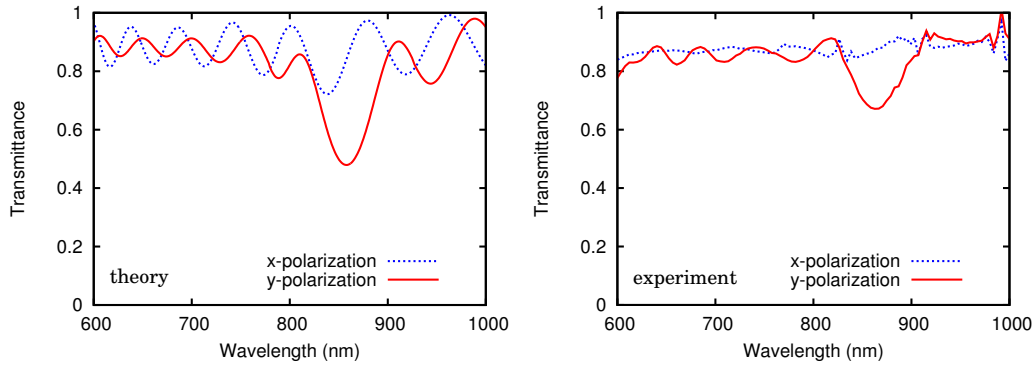 1
0.8
0.6
0.4
0.2
0
600
700
800
900
1000
Transmittance
Wavelength (nm)
theory
x-polarization
y-polarization
1
0.8
0.6
0.4
0.2
0
600
700
800
900
1000
Transmittance
Wavelength (nm)
experiment
x-polarization
y-polarization